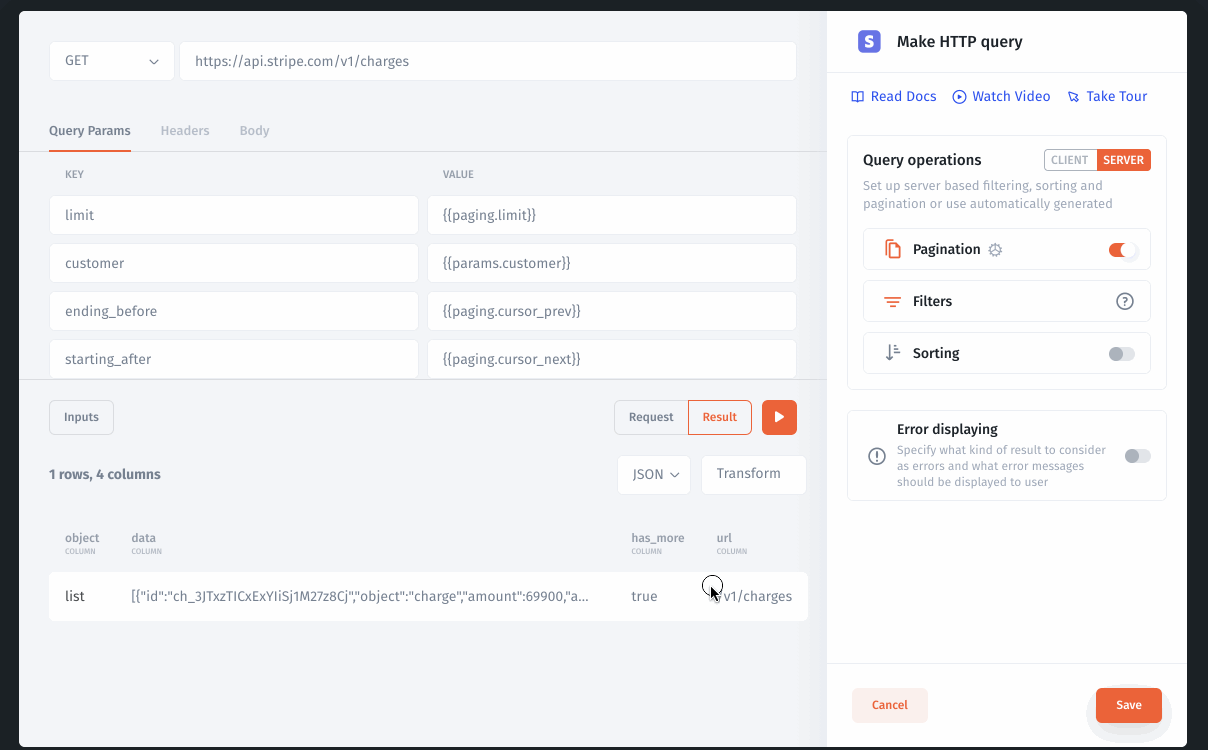 GET
https://api.stripe.com/v1/charges
Query Params
Headers
Body
KEY
VALUE
limit
{{paging.limit}}
customer
{{params.customer}}
ending_before
{{paging.cursor_prev}}
starting_after
{{paging.cursor_next}}
Inputs
Request
Result
1 rows, 4 columns
JSON
Transform
object
COLUMN
data
COLUMN
has_more
COLUMN
url
COLUMN
list
[{"id":"ch_3JTxzTICxExYIiSj1M27z8Cj","object":"charge","amount":69900,"a...
true
/v1/charges
S
Make HTTP query
Read Docs
Watch Video
Take Tour
Query operations
CLIENT
SERVER
Set up server based filtering, sorting and
pagination or use automatically generated
Pagination
Filters
?
Sorting
Error displaying
Specify what kind of result to consider
as errors and what error messages
should be displayed to user
Cancel
Save